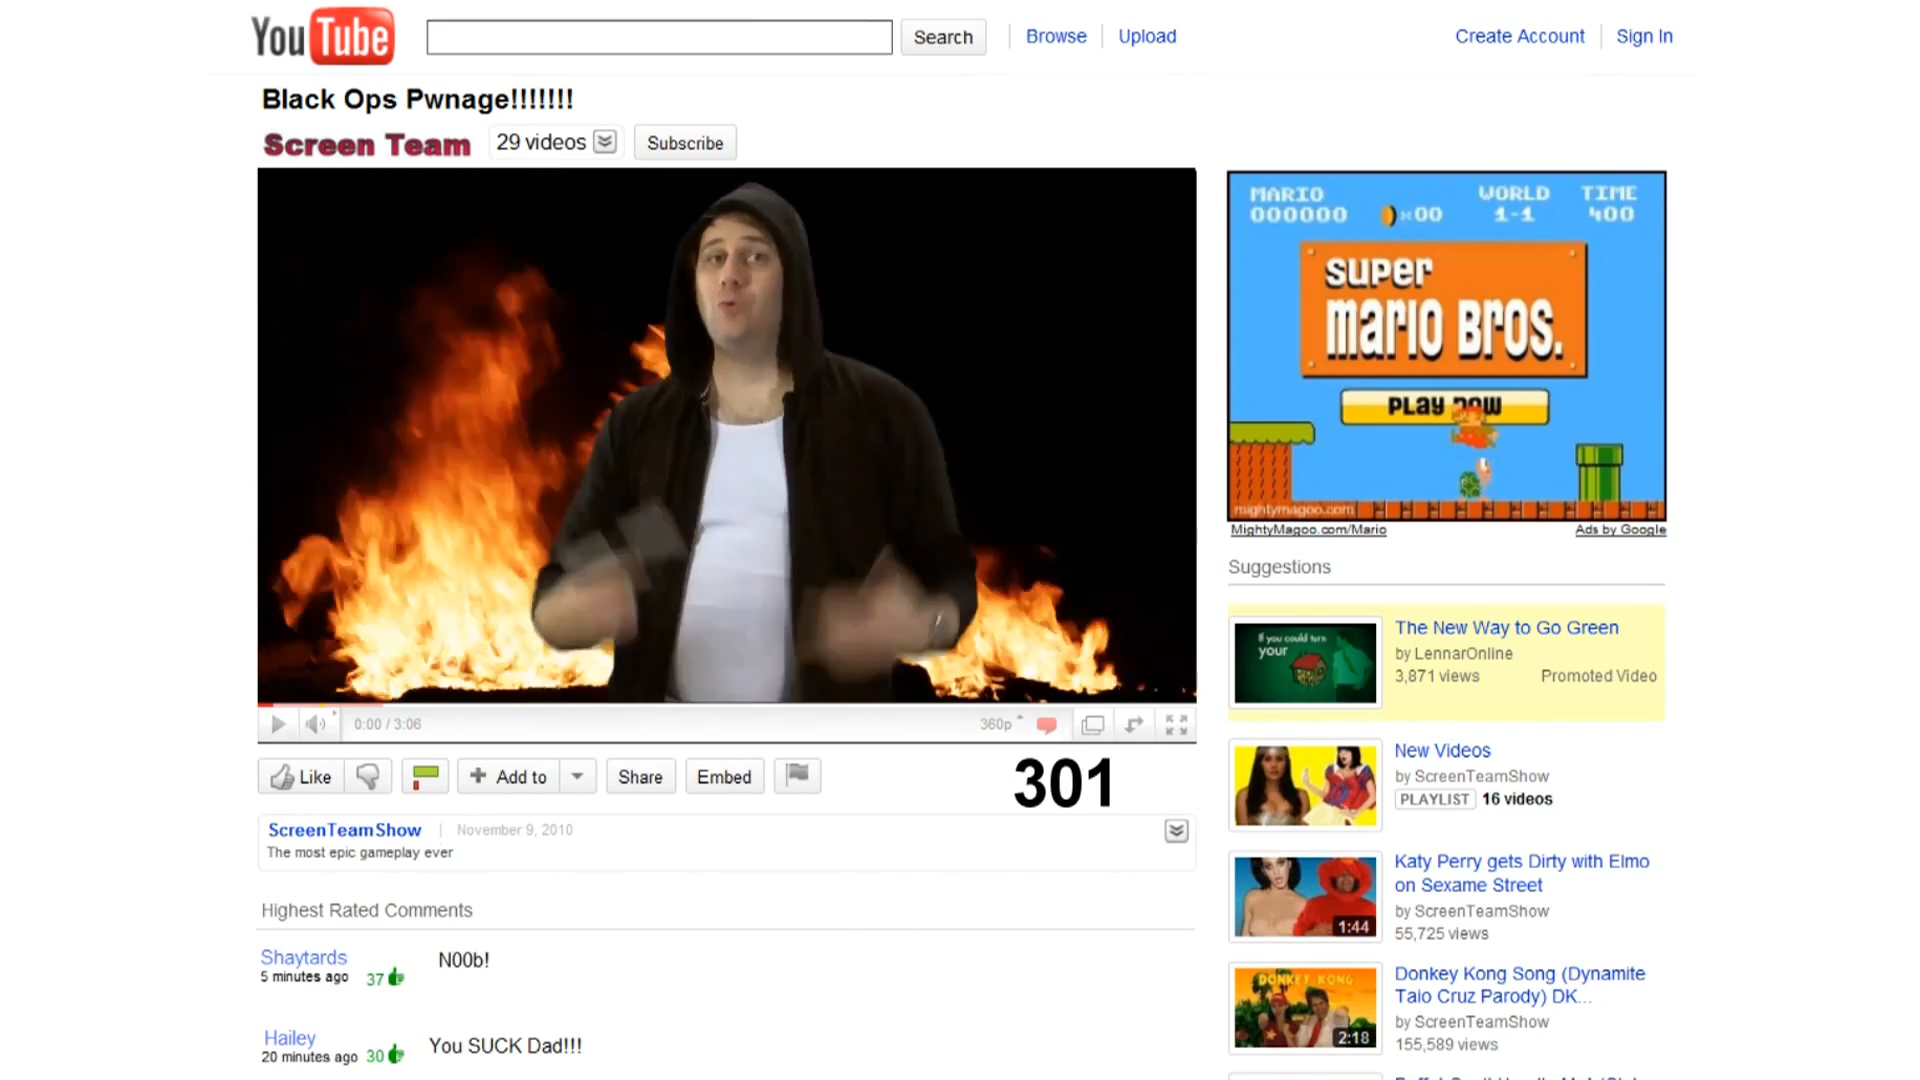 YouTube
Search
Browse
Upload
Create Account
Sign In
Black Ops Pwnage!!!!!!!
Screen Team
29 videos
Subscribe
MARIO
WORLD
TIME
000000
×00
1-1
400
SUPER
MARIO BROS.
PLAY NOW
mightymagoo.com
MightyMagoo.com/Mario
Ads by Google
Suggestions
If you could turn
your
The New Way to Go Green
by LennarOnline
3,871 views
Promoted Video
New Videos
by ScreenTeamShow
PLAYLIST 16 videos
1:44
Katy Perry gets Dirty with Elmo
on Sexame Street
by ScreenTeamShow
55,725 views
DONKEY KONG
2:18
Donkey Kong Song (Dynamite
Taio Cruz Parody) DK...
by ScreenTeamShow
155,589 views
0:00 / 3:06
360p
Like
Add to
Share
Embed
301
ScreenTeamShow
November 9, 2010
The most epic gameplay ever
Highest Rated Comments
Shaytards
5 minutes ago
37
N00b!
Hailey
20 minutes ago
30
You SUCK Dad!!!